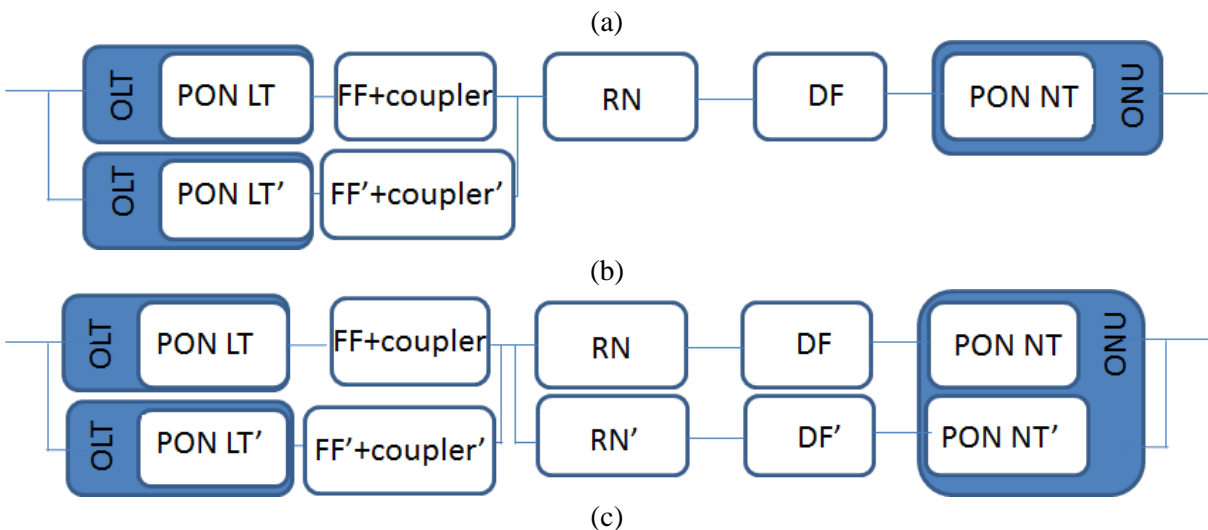 (a)
OLT PON LT FF+coupler RN DF PON NT ONU
OLT PON LT’ FF’+coupler’
(b)
OLT PON LT FF+coupler RN DF PON NT ONU
OLT PON LT’ FF’+coupler’ RN’ DF’ PON NT’
(c)